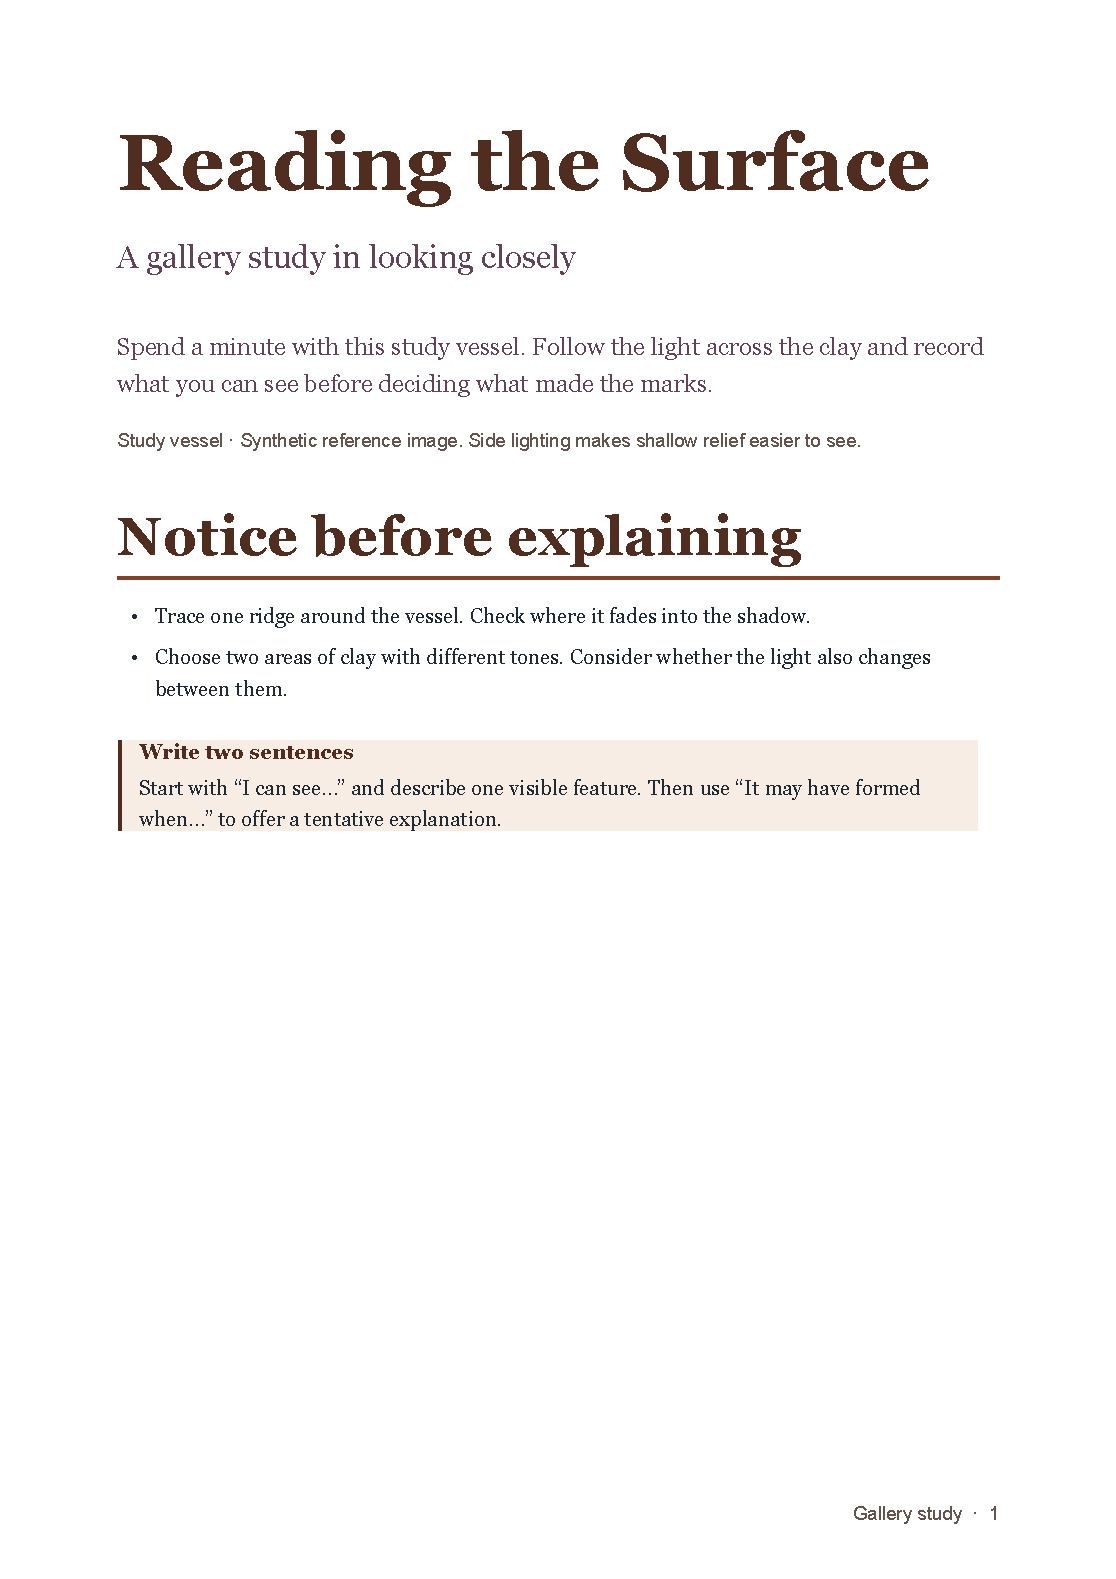 Reading the Surface
A gallery study in looking closely
Spend a minute with this study vessel. Follow the light across the clay and record
what you can see before deciding what made the marks.
Study vessel · Synthetic reference image. Side lighting makes shallow relief easier to see.
Notice before explaining
• Trace one ridge around the vessel. Check where it fades into the shadow.
• Choose two areas of clay with different tones. Consider whether the light also changes
between them.
Write two sentences
Start with “I can see…” and describe one visible feature. Then use “It may have formed
when…” to offer a tentative explanation.
Gallery study · 1